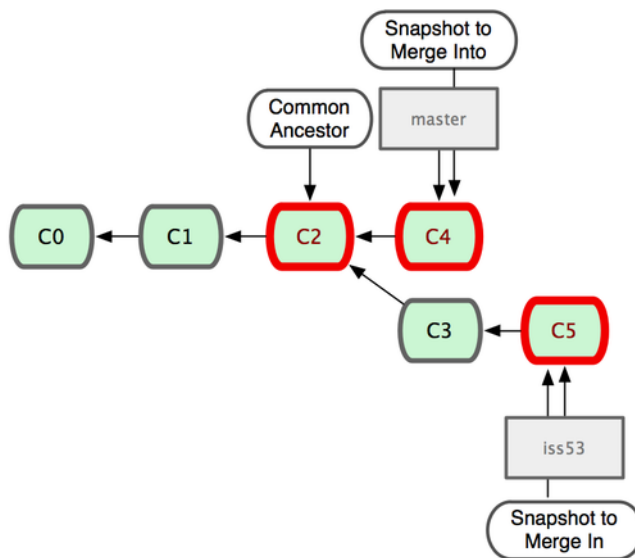 Snapshot to
Merge Into
Common
Ancestor
master
C0
C1
C2
C4
C3
C5
iss53
Snapshot to
Merge In